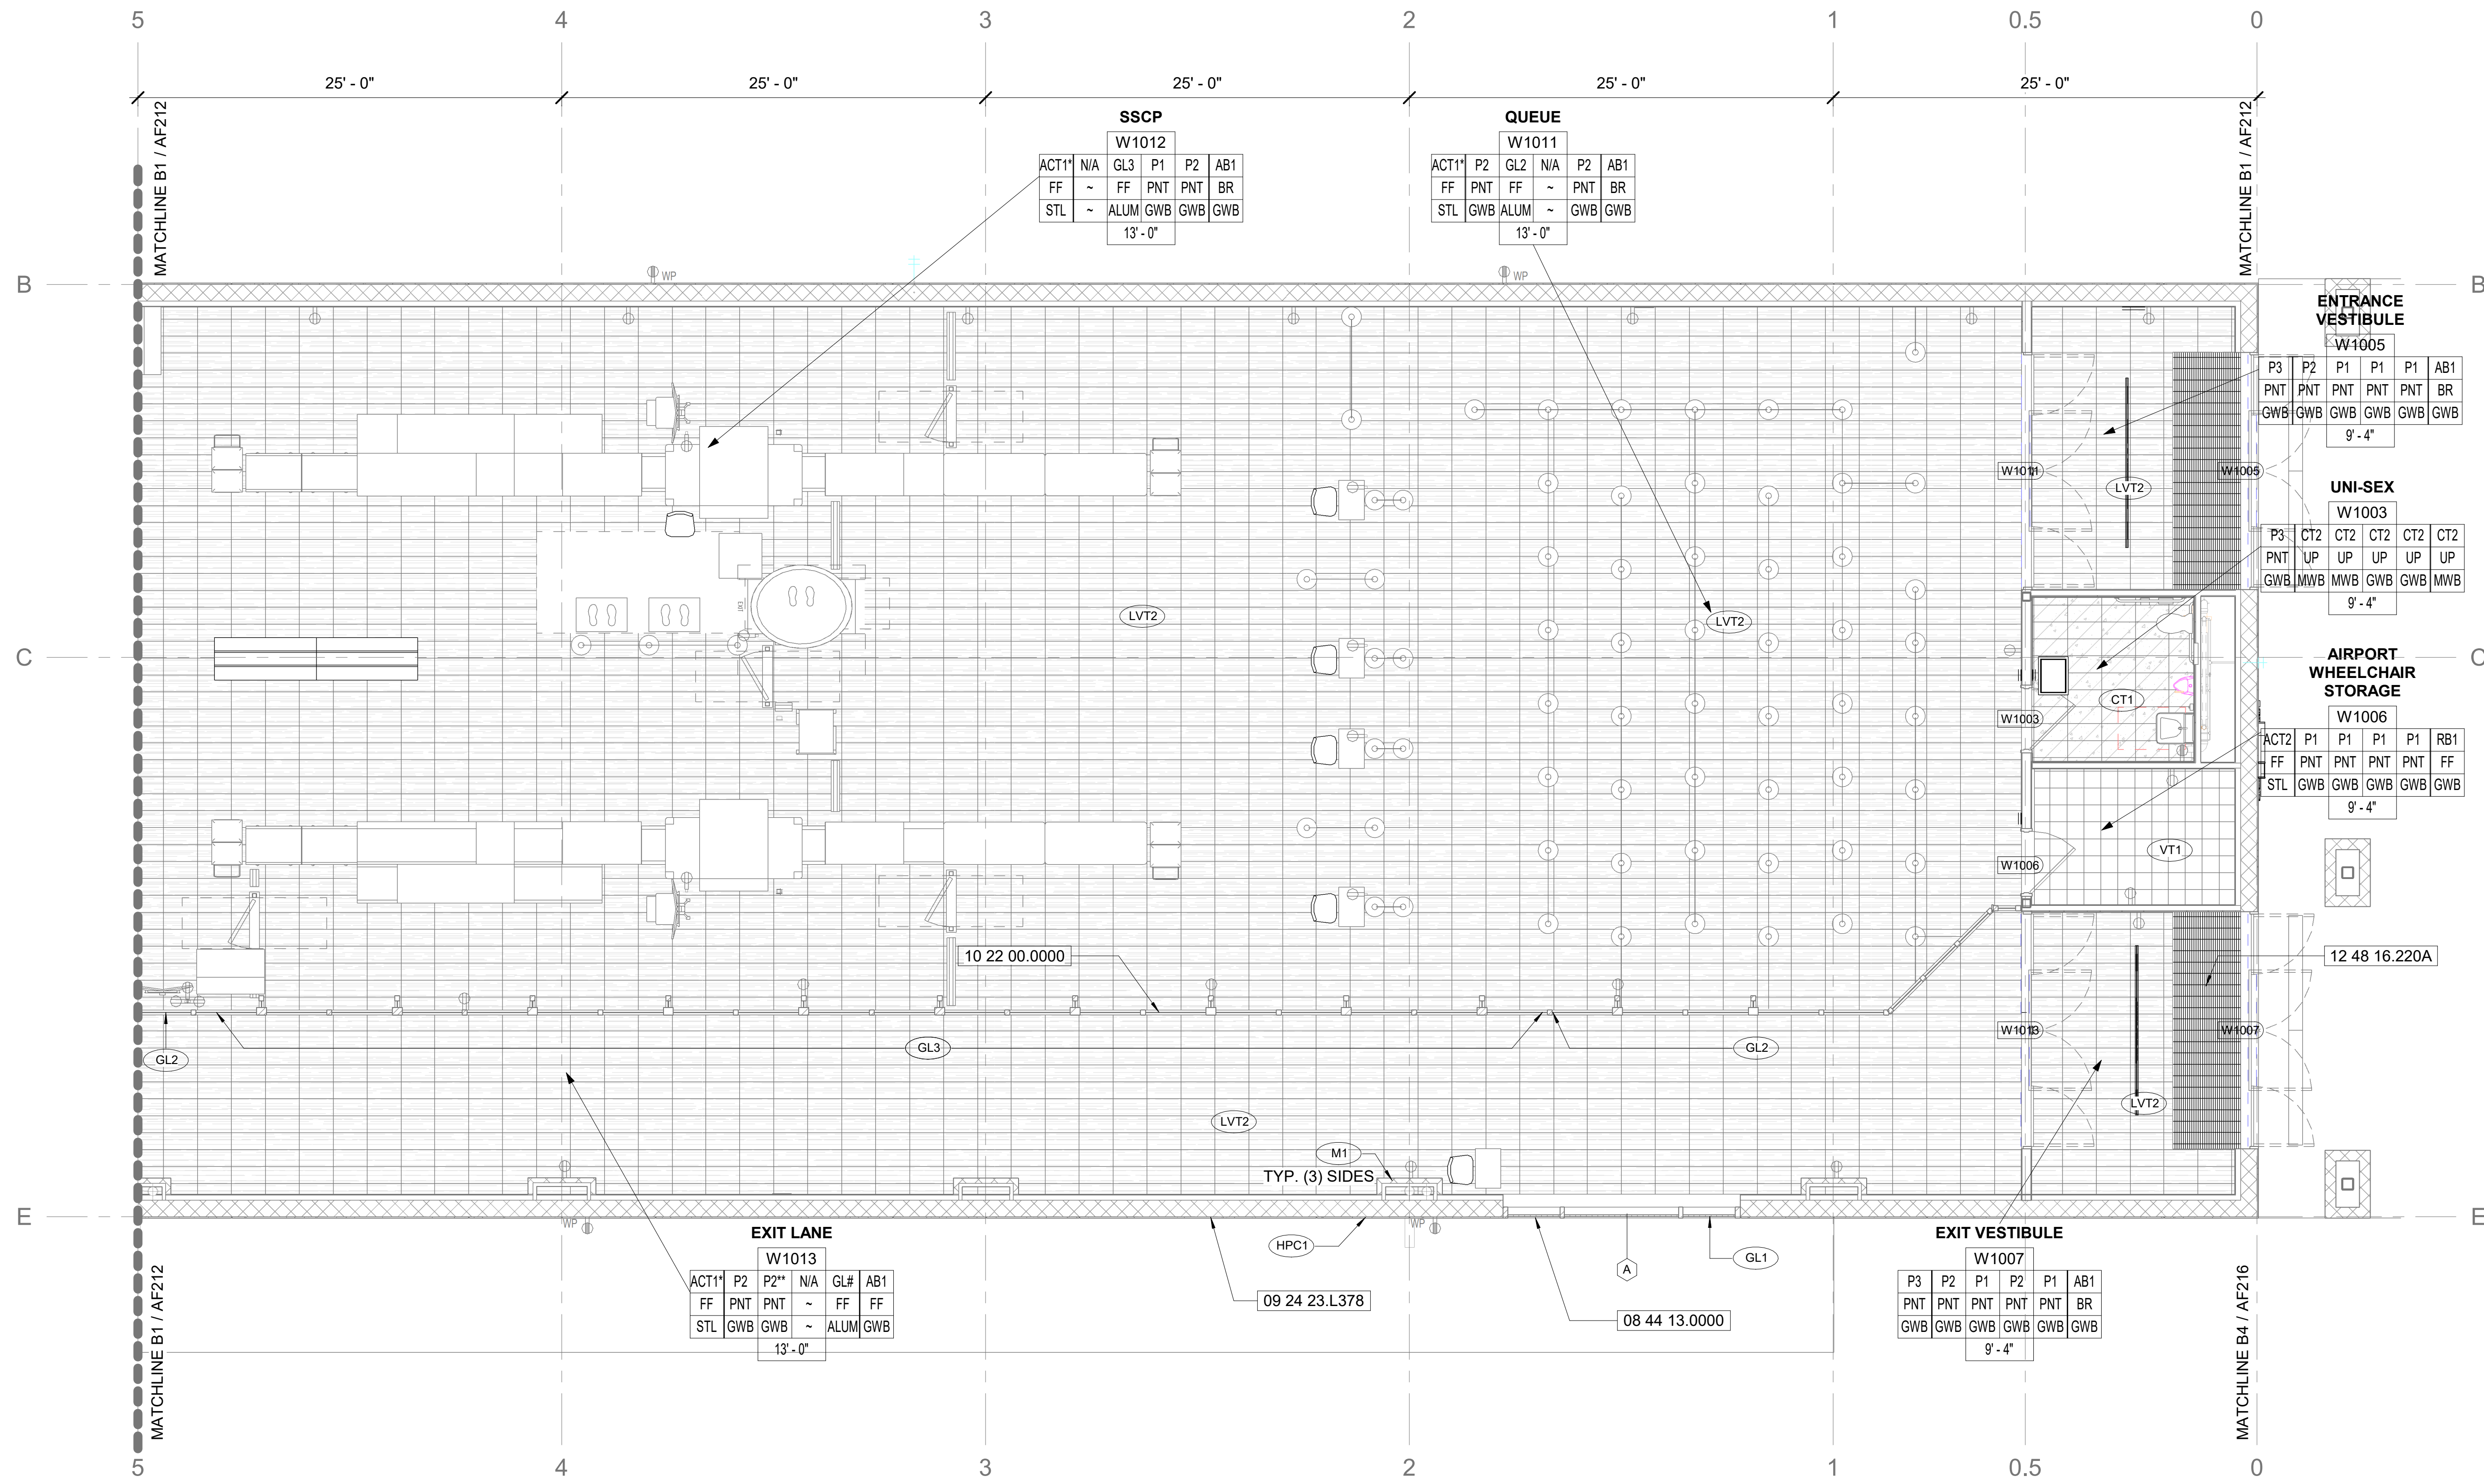 5 4 3 2 1 0.5 0
25' - 0" 25' - 0" 25' - 0" 25' - 0" 25' - 0"
MATCHLINE B1 / AF212
MATCHLINE B1 / AF212
SSCP
W1012
ACT1* N/A GL3 P1 P2 AB1
FF ~ FF PNT PNT BR
STL ~ ALUM GWB GWB GWB
13' - 0"
QUEUE
W1011
ACT1* P2 GL2 N/A P2 AB1
FF PNT FF ~ PNT BR
STL GWB ALUM ~ GWB GWB
13' - 0"
WP
WP
B
B
ENTRANCE
VESTIBULE
W1005
P3 P2 P1 P1 P1 AB1
PNT PNT PNT PNT PNT BR
GWB GWB GWB GWB GWB GWB
9' - 4"
W1011
W1005
LVT2
UNI-SEX
W1003
P3 CT2 CT2 CT2 CT2 CT2
PNT UP UP UP UP UP
GWB MWB MWB GWB GWB MWB
9' - 4"
EXIT
LVT2
LVT2
C
C
AIRPORT
WHEELCHAIR
STORAGE
W1006
ACT2 P1 P1 P1 P1 RB1
FF PNT PNT PNT PNT FF
STL GWB GWB GWB GWB GWB
9' - 4"
CT1
W1003
VT1
W1006
10 22 00.0000
12 48 16.220A
W1013
W1007
GL2
GL3
GL2
LVT2
LVT2
M1
TYP. (3) SIDES
E
E
WP
WP
HPC1
GL1
A
09 24 23.L378
08 44 13.0000
EXIT LANE
W1013
ACT1* P2 P2** N/A GL# AB1
FF PNT PNT ~ FF FF
STL GWB GWB ~ ALUM GWB
13' - 0"
EXIT VESTIBULE
W1007
P3 P2 P1 P2 P1 AB1
PNT PNT PNT PNT PNT BR
GWB GWB GWB GWB GWB GWB
9' - 4"
MATCHLINE B1 / AF212
MATCHLINE B4 / AF216
5 4 3 2 1 0.5 0